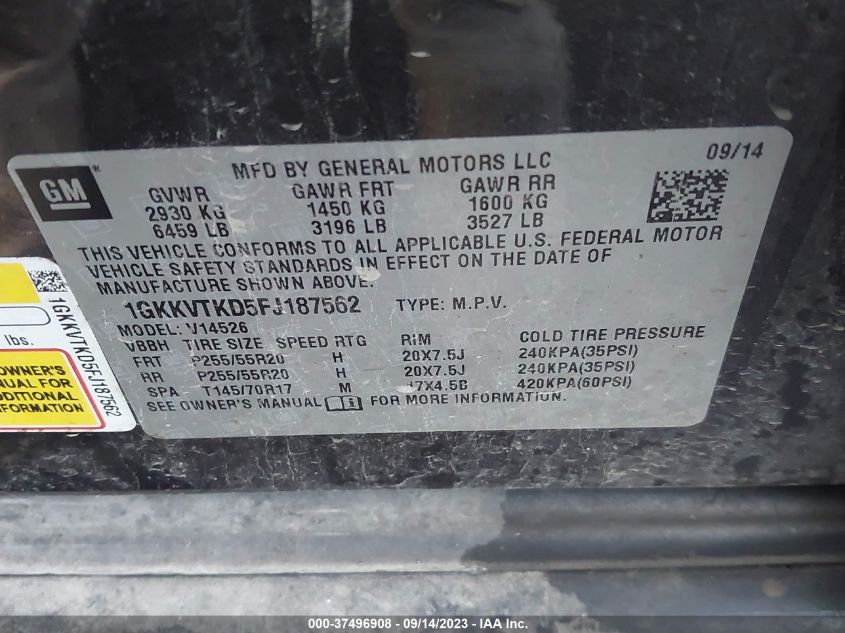 MFD BY GENERAL MOTORS LLC 09/14
GM
GVWR GAWR FRT GAWR RR
2930 KG 1450 KG 1600 KG
6459 LB 3196 LB 3527 LB
THIS VEHICLE CONFORMS TO ALL APPLICABLE U.S. FEDERAL MOTOR
VEHICLE SAFETY STANDARDS IN EFFECT ON THE DATE OF
MANUFACTURE SHOWN ABOVE.
1GKKVTKD5FJ187562 TYPE: M.P.V.
MODEL: V14526
VBBH TIRE SIZE SPEED RTG RIM COLD TIRE PRESSURE
FRT P255/55R20 H 20X7.5J 240KPA(35PSI)
RR P255/55R20 H 20X7.5J 240KPA(35PSI)
SPA T145/70R17 M 17X4.5B 420KPA(60PSI)
SEE OWNER'S MANUAL FOR MORE INFORMATION.
lbs.
OWNER'S
MANUAL FOR
ADDITIONAL
INFORMATION
1GKKVTKD5FJ187562
000-37496908 - 09/14/2023 - IAA Inc.